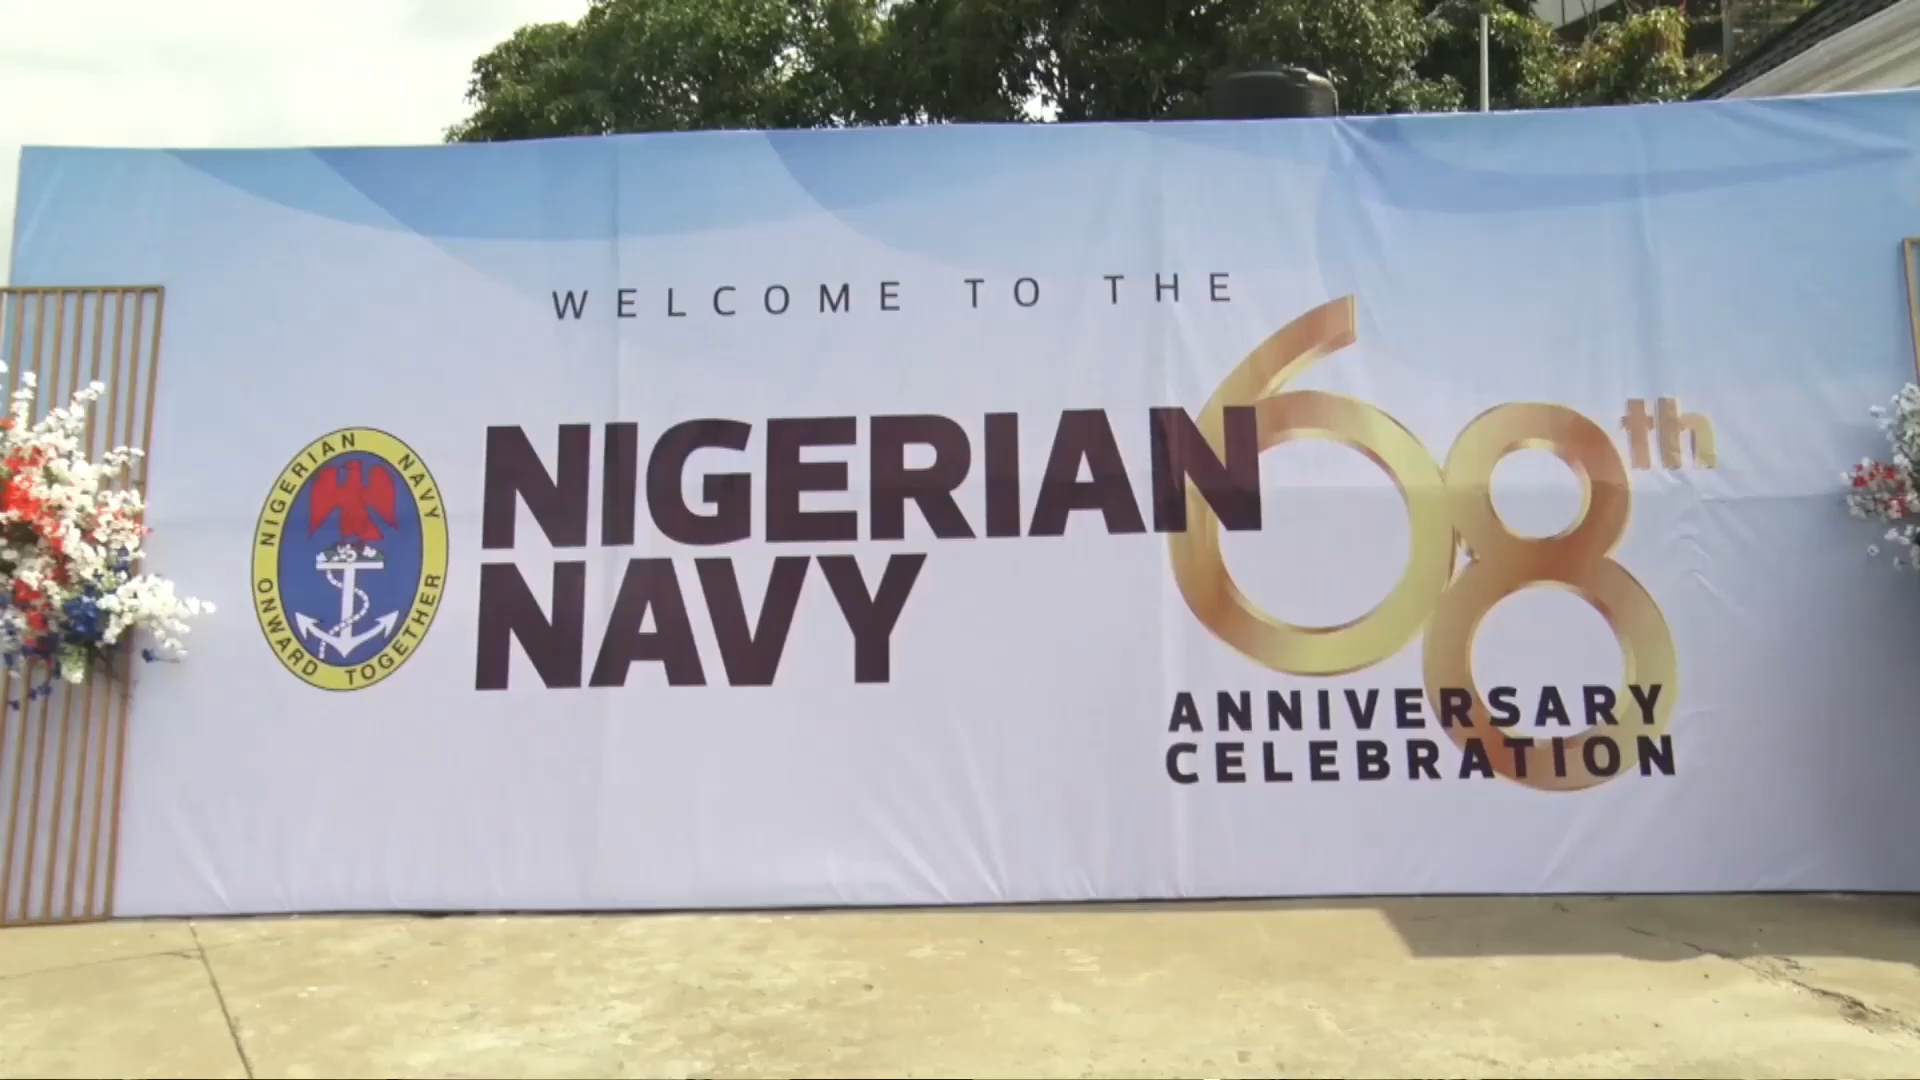 WELCOME TO THE
NIGERIAN NAVY
ONWARD TOGETHER
NIGERIAN
NAVY
68th
ANNIVERSARY
CELEBRATION